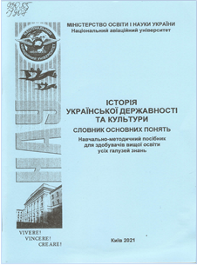 МІНІСТЕРСТВО ОСВІТИ І НАУКИ УКРАЇНИ
Національний авіаційний університет
НАУ
ІСТОРІЯ
УКРАЇНСЬКОЇ ДЕРЖАВНОСТІ
ТА КУЛЬТУРИ
СЛОВНИК ОСНОВНИХ ПОНЯТЬ
Навчально-методичний посібник
для здобувачів вищої освіти
усіх галузей знань
VIVERE!
VINCERE!
CREARE!
Київ 2021